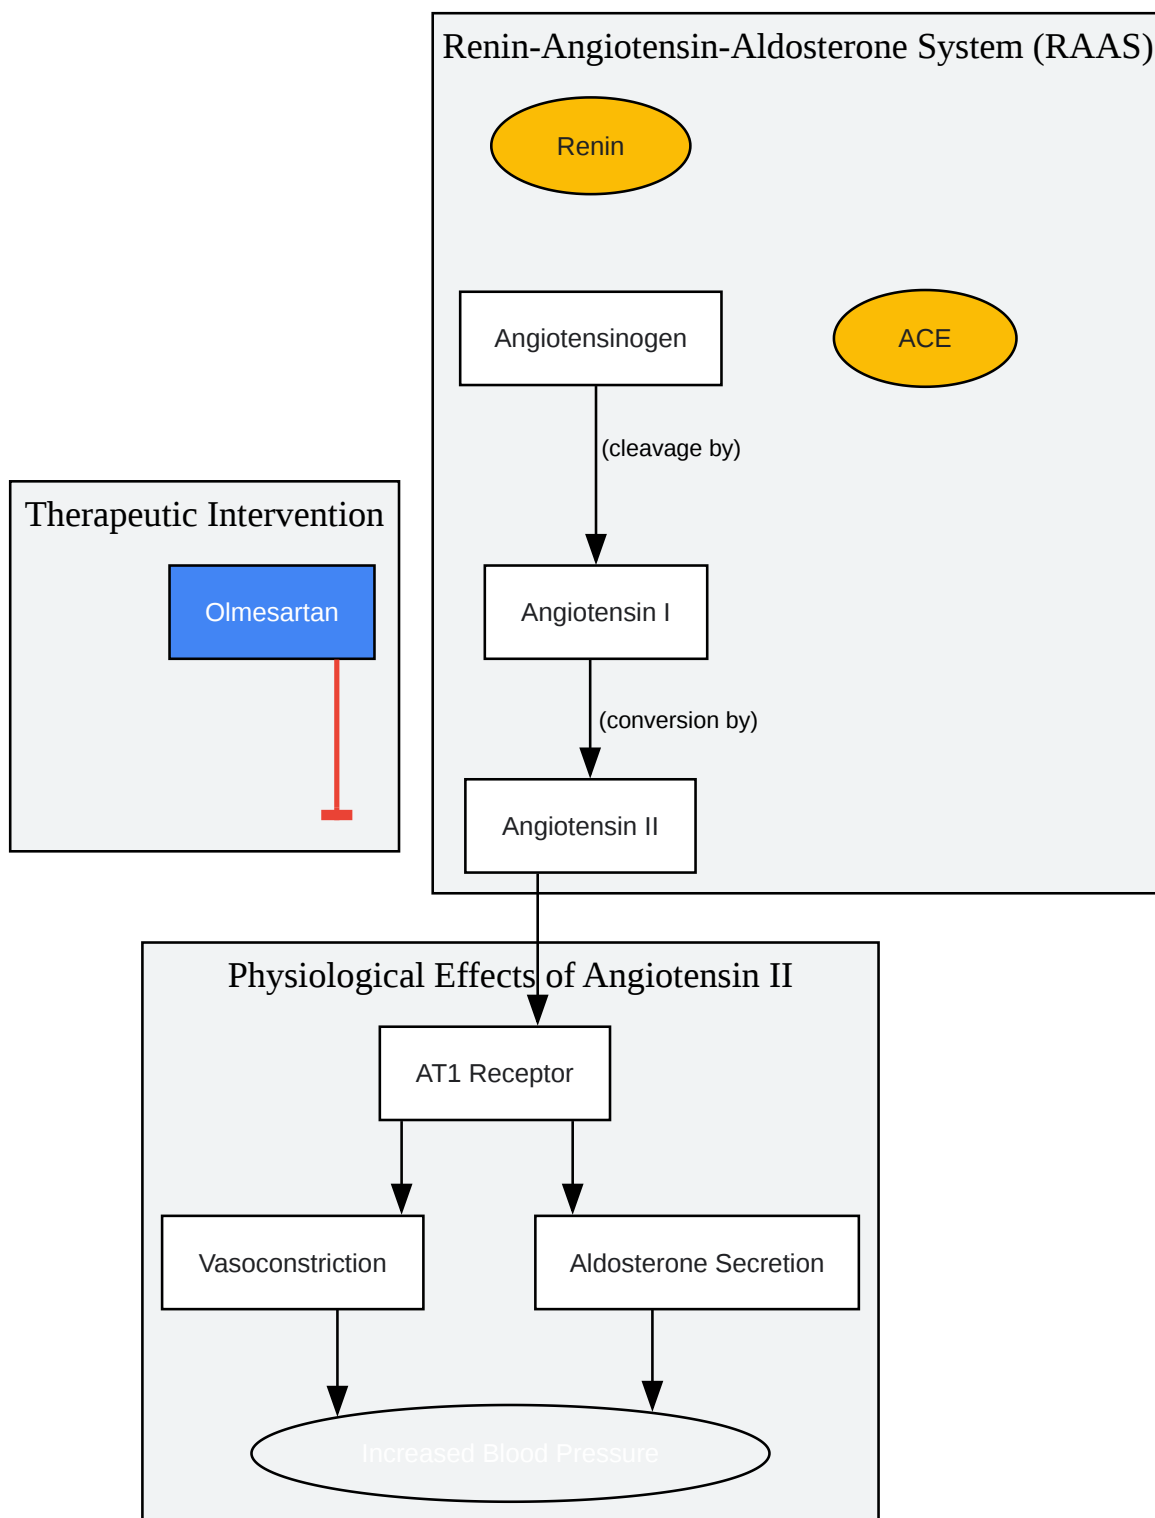 Renin-Angiotensin-Aldosterone System (RAAS)
Renin
Angiotensinogen
ACE
(cleavage by)
Therapeutic Intervention
Olmesartan
Angiotensin I
(conversion by)
Angiotensin II
Physiological Effects of Angiotensin II
AT1 Receptor
Vasoconstriction
Aldosterone Secretion
Increased Blood Pressure